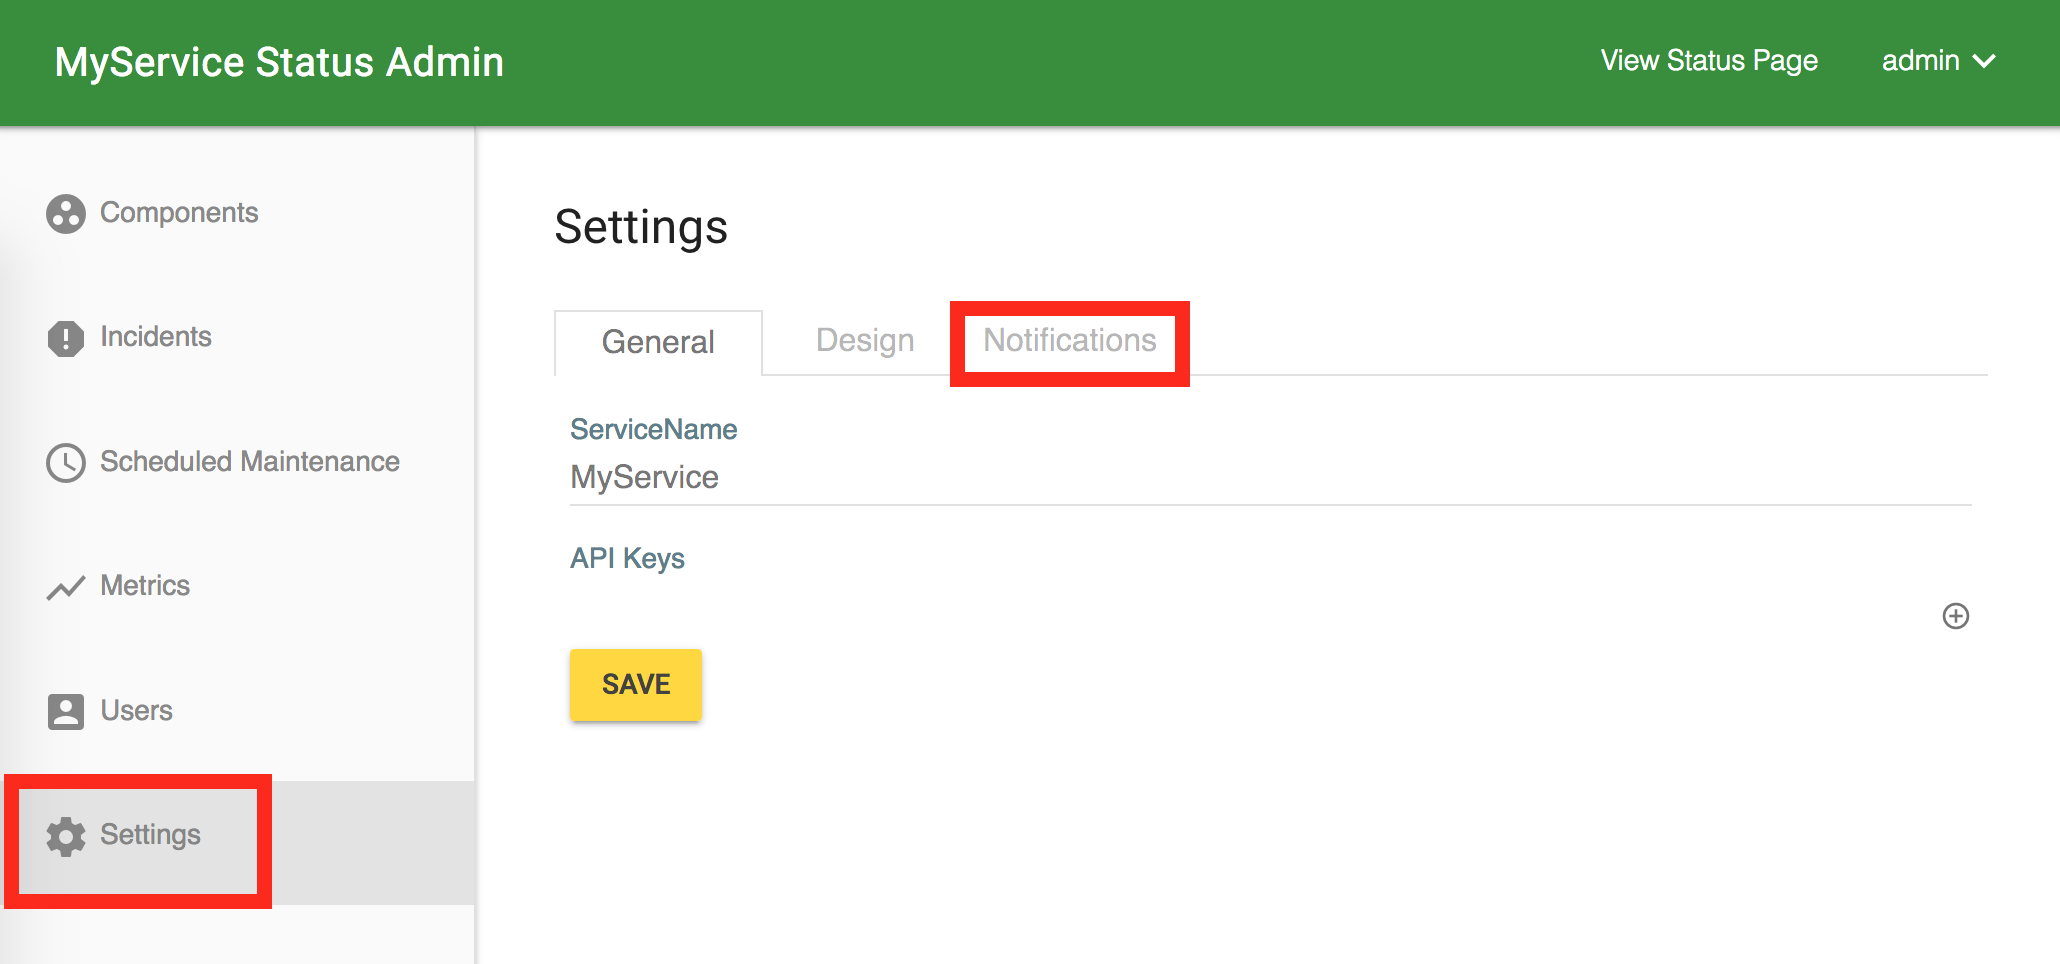 MyService Status Admin
View Status Page
admin
Components
Incidents
Scheduled Maintenance
Metrics
Users
Settings
Settings
General
Design
Notifications
ServiceName
MyService
API Keys
SAVE